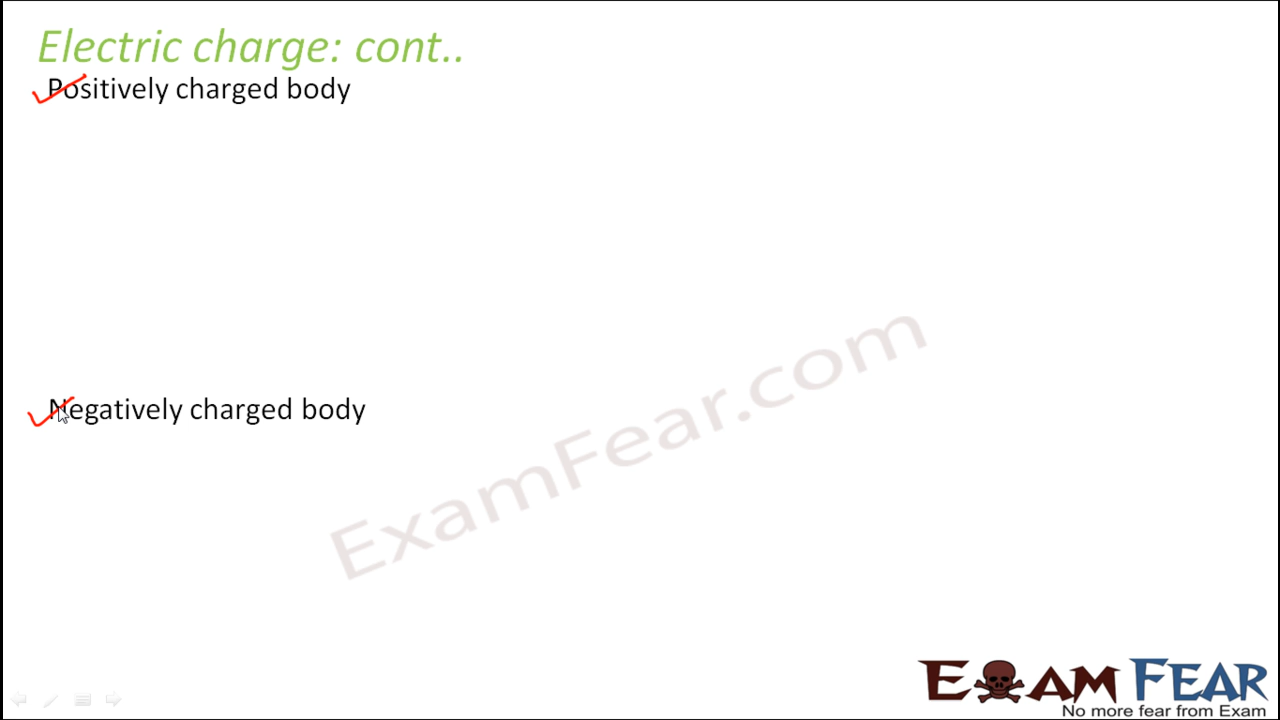 Electric charge: cont..
Positively charged body
Negatively charged body
ExamFear.com
EXAM FEAR
No more fear from Exam